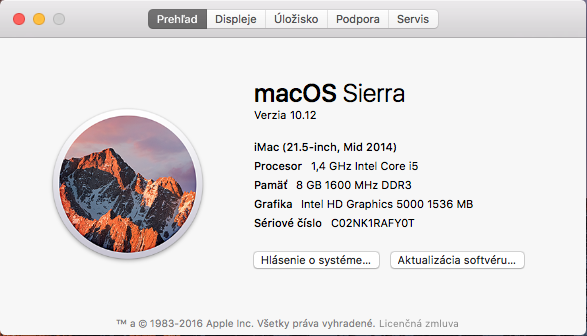 Prehľad Displeje Úložisko Podpora Servis
macOS Sierra
Verzia 10.12
iMac (21.5-inch, Mid 2014)
Procesor 1,4 GHz Intel Core i5
Pamäť 8 GB 1600 MHz DDR3
Grafika Intel HD Graphics 5000 1536 MB
Sériové číslo C02NK1RAFY0T
Hlásenie o systéme... Aktualizácia softvéru...
™ a © 1983-2016 Apple Inc. Všetky práva vyhradené. Licenčná zmluva